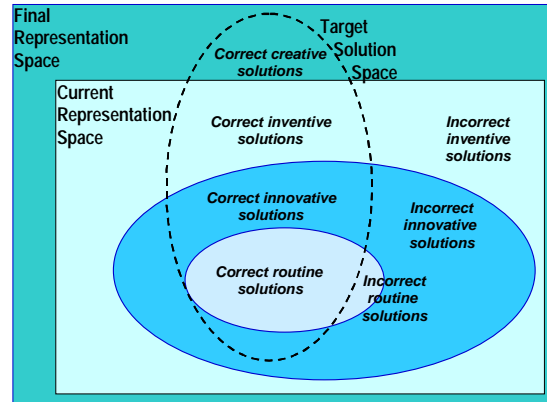 Final
Representation
Space
Target
Solution
Space
Correct creative
solutions
Current
Representation
Space
Correct inventive
solutions
Incorrect
inventive
solutions
Correct innovative
solutions
Incorrect
innovative
solutions
Correct routine
solutions
Incorrect
routine
solutions